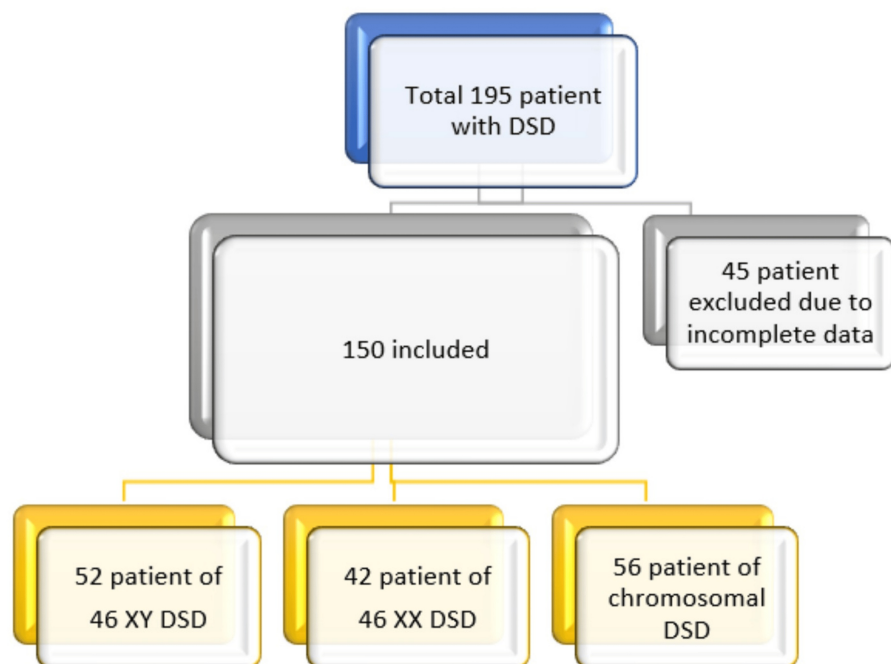 Total 195 patient
with DSD
150 included
45 patient
excluded due to
incomplete data
52 patient of
46 XY DSD
42 patient of
46 XX DSD
56 patient of
chromosomal
DSD